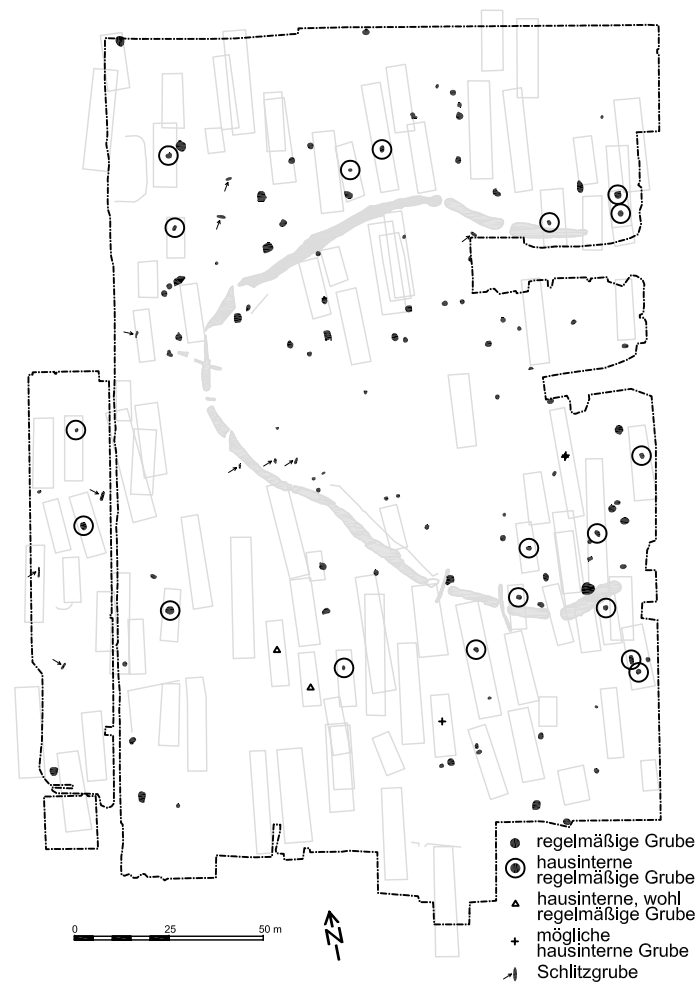 regelmäßige Grube
hausinterne
regelmäßige Grube
hausinterne, wohl
regelmäßige Grube
mögliche
hausinterne Grube
Schlitzgrube
0 25 50 m
N